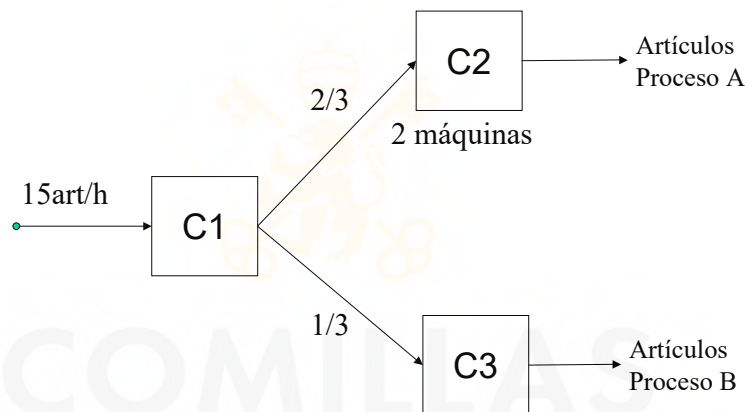 C2
Artículos
Proceso A
2/3
2 máquinas
15art/h
C1
1/3
C3
Artículos
Proceso B
COMILLAS